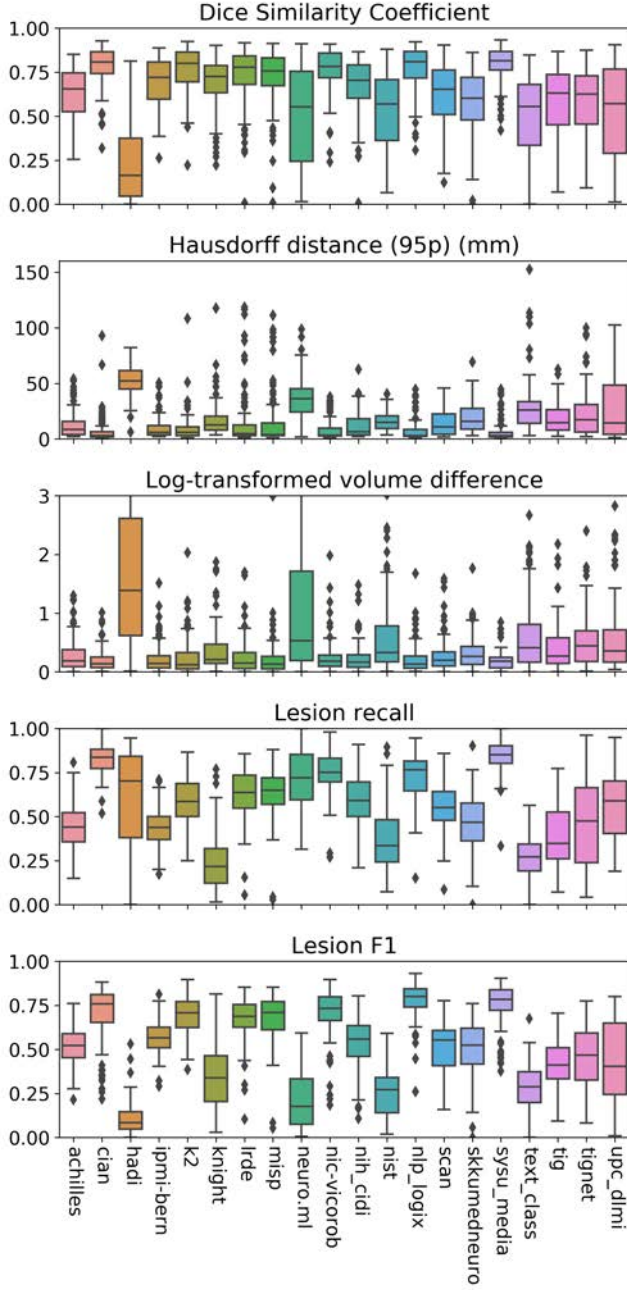 Dice Similarity Coefficient
1.00
0.75
0.50
0.25
0.00
Hausdorff distance (95p) (mm)
150
100
50
0
Log-transformed volume difference
3
2
1
0
Lesion recall
1.00
0.75
0.50
0.25
0.00
Lesion F1
1.00
0.75
0.50
0.25
0.00
achilles
cian
hadi
ipmi-bern
k2
knight
lrde
misp
neuro.ml
nic-vicorob
nih_cidi
nist
nlp_logix
scan
skkumedneuro
sysu_media
text_class
tig
tignet
upc_dlmi